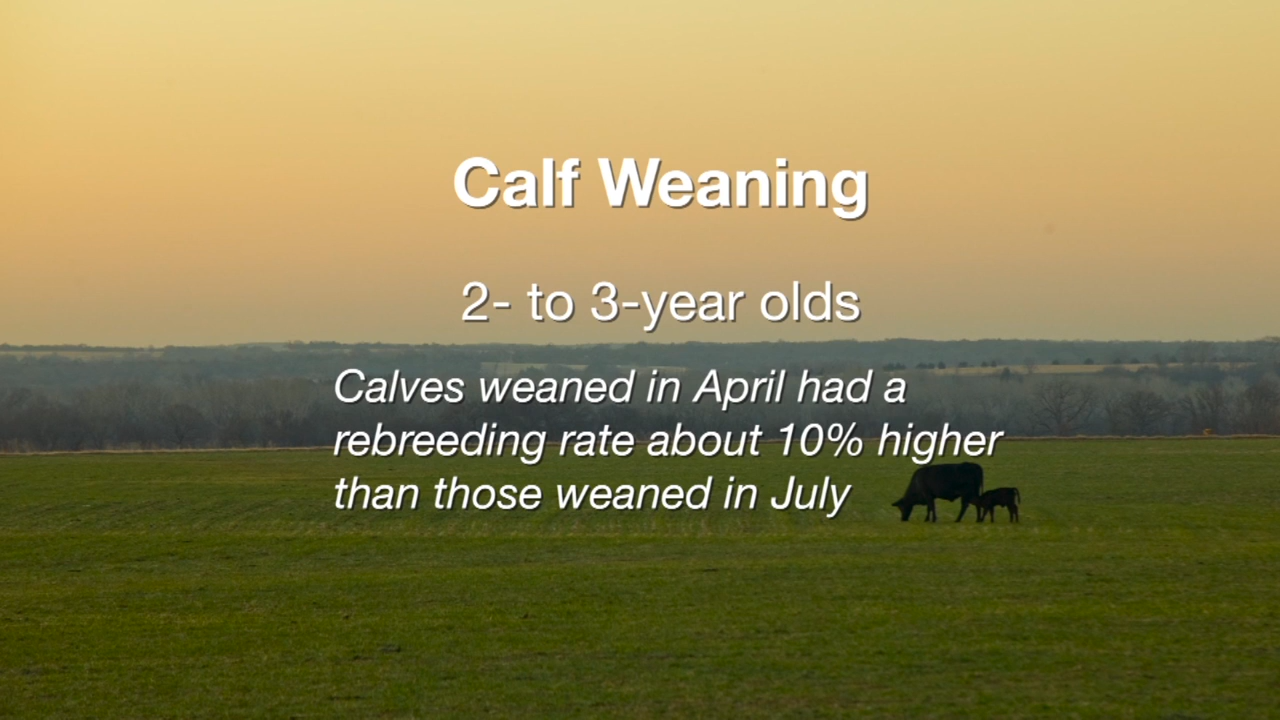 Calf Weaning
2- to 3-year olds
Calves weaned in April had a
rebreeding rate about 10% higher
than those weaned in July